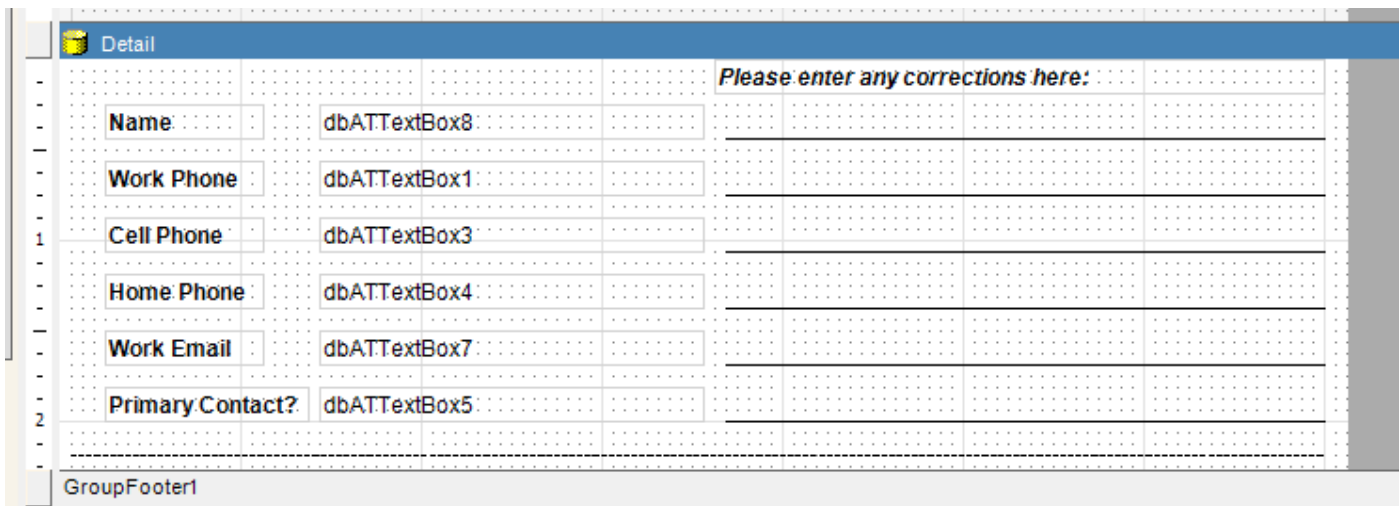 Detail
Please enter any corrections here:
Name dbATTextBox8
Work Phone dbATTextBox1
1 Cell Phone dbATTextBox3
Home Phone dbATTextBox4
Work Email dbATTextBox7
2 Primary Contact? dbATTextBox5
GroupFooter1